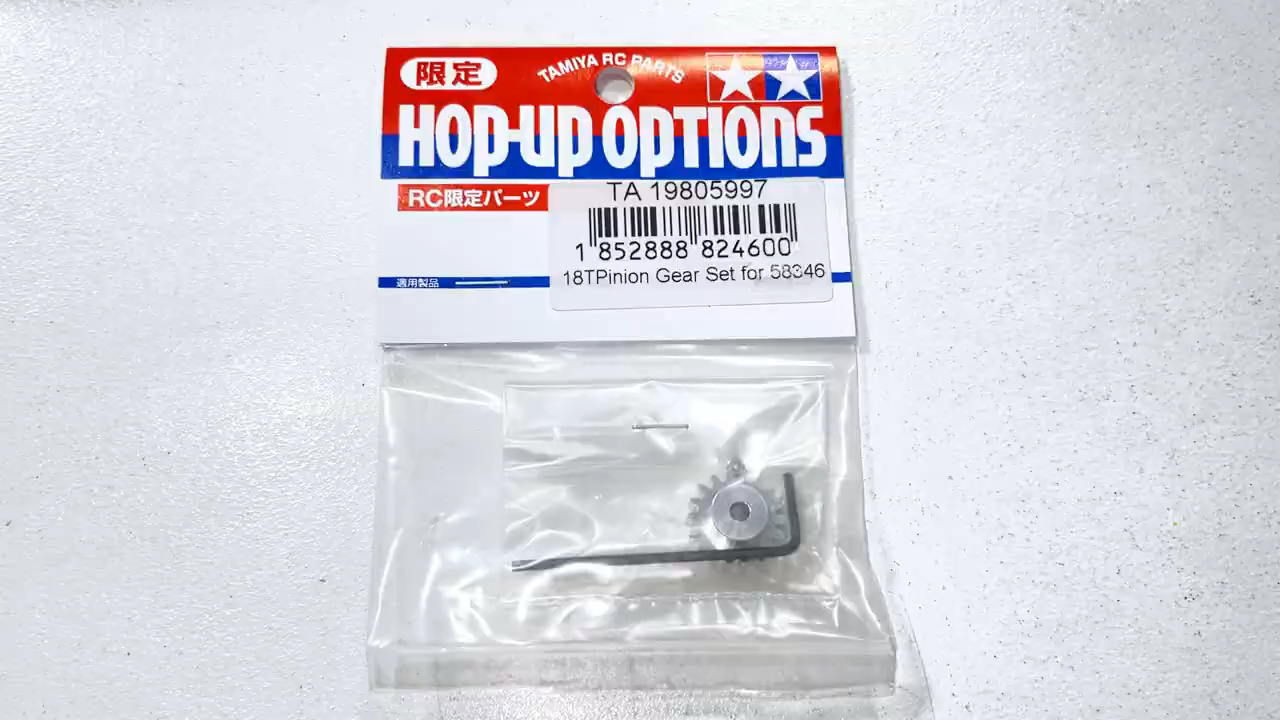 限定
TAMIYA RC PARTS
HOP-UP OPTIONS
RC限定パーツ
TA 19805997
1 852888 824600
18TPinion Gear Set for 58346
適用製品